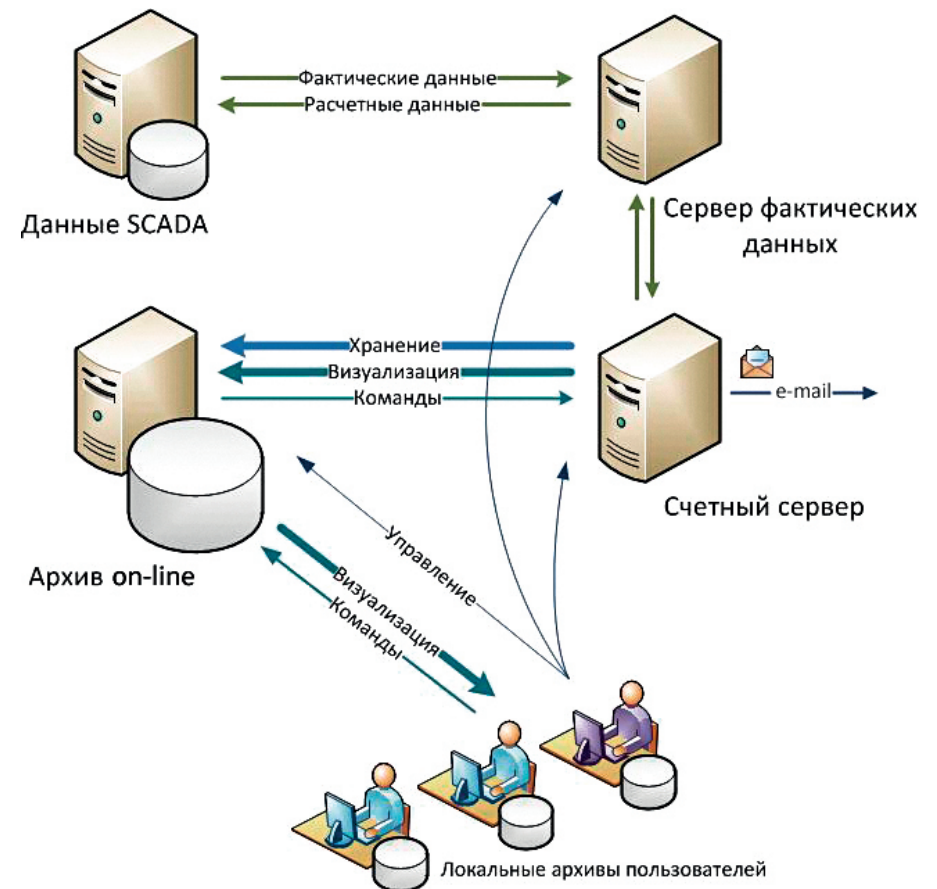 Фактические данные
Расчетные данные
Данные SCADA
Сервер фактических
данных
Хранение
Визуализация
Команды
e-mail
Счетный сервер
Архив on-line
Управление
Визуализация
Команды
Локальные архивы пользователей